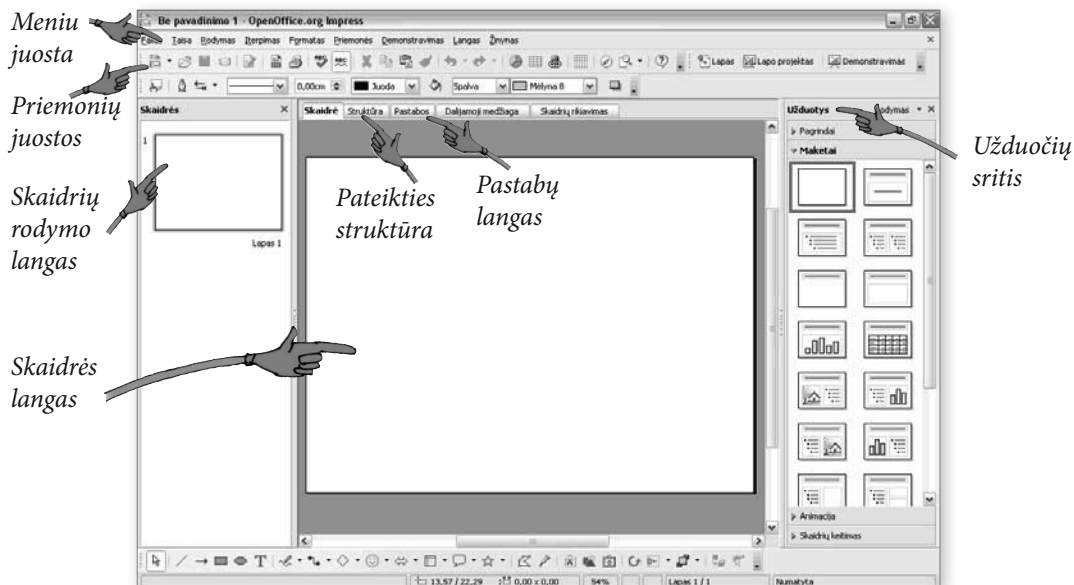 Meniu
juosta
Priemonių
juostos
Skaidrių
rodymo
langas
Skaidrės
langas
Be pavadinimo 1 - OpenOffice.org Impress
Taisa Rodymas Įterpimas Formatas Priemonės Demonstravimas Langas Žinynas
Lapas Lapo projektas Demonstravimas
0,00cm Juoda Spalva Mėlyna 8
Skaidrės
1
Lapas 1
Skaidrė Struktūra Pastabos Dalijamoji medžiaga Skaidrių rikiavimas
Pateikties
struktūra
Pastabų
langas
Užduotys
Pagrindai
Maketai
Animacija
Skaidrių keitimas
Užduočių
sritis
13,57 / 22,29 0,00 x 0,00 54% Lapas 1 / 1 Numatyta